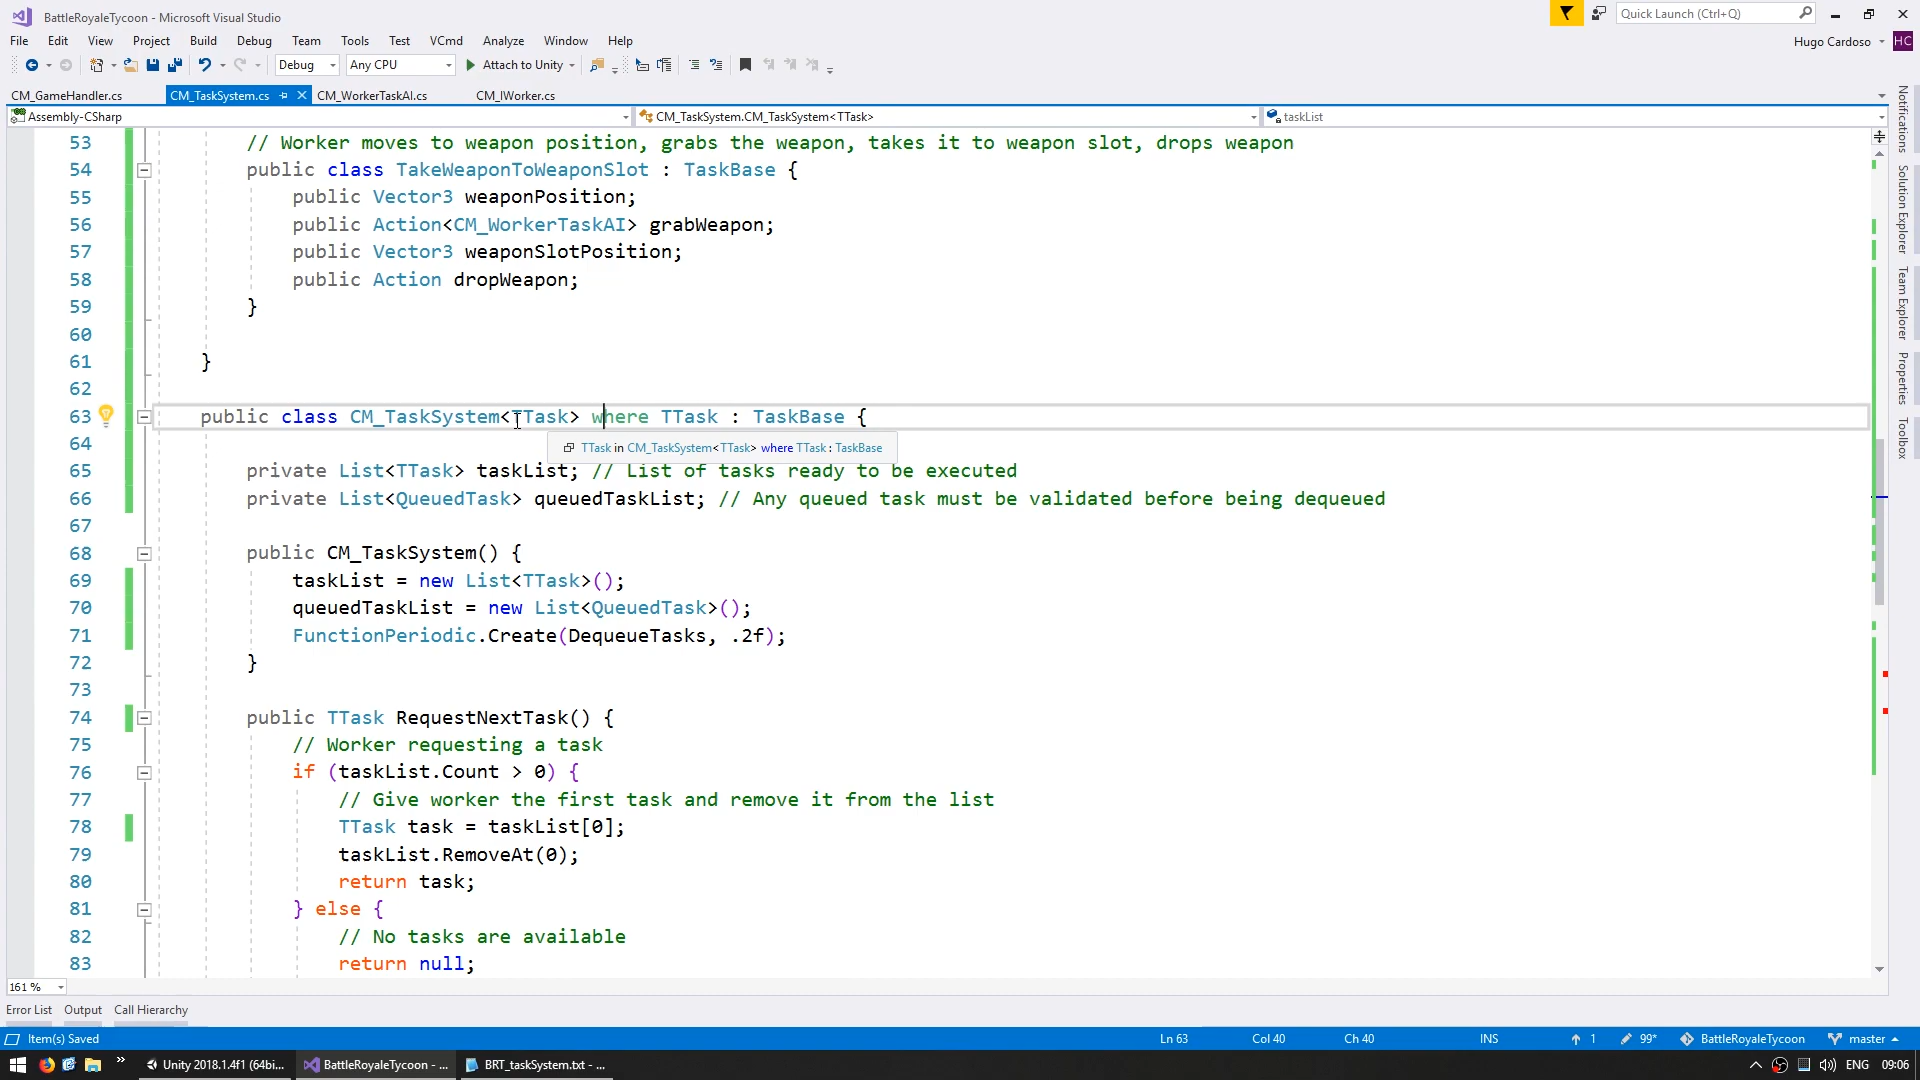 BattleRoyaleTycoon - Microsoft Visual Studio
Quick Launch (Ctrl+Q)
File Edit View Project Build Debug Team Tools Test VCmd Analyze Window Help
Hugo Cardoso HC
Debug Any CPU Attach to Unity
CM_GameHandler.cs CM_TaskSystem.cs CM_WorkerTaskAI.cs CM_IWorker.cs
Assembly-CSharp CM_TaskSystem.CM_TaskSystem<TTask> taskList
53 // Worker moves to weapon position, grabs the weapon, takes it to weapon slot, drops weapon
54 public class TakeWeaponToWeaponSlot : TaskBase {
55 public Vector3 weaponPosition;
56 public Action<CM_WorkerTaskAI> grabWeapon;
57 public Vector3 weaponSlotPosition;
58 public Action dropWeapon;
59 }
60
61 }
62
63 public class CM_TaskSystem<TTask> where TTask : TaskBase {
64
TTask in CM_TaskSystem<TTask> where TTask : TaskBase
65 private List<TTask> taskList; // List of tasks ready to be executed
66 private List<QueuedTask> queuedTaskList; // Any queued task must be validated before being dequeued
67
68 public CM_TaskSystem() {
69 taskList = new List<TTask>();
70 queuedTaskList = new List<QueuedTask>();
71 FunctionPeriodic.Create(DequeueTasks, .2f);
72 }
73
74 public TTask RequestNextTask() {
75 // Worker requesting a task
76 if (taskList.Count > 0) {
77 // Give worker the first task and remove it from the list
78 TTask task = taskList[0];
79 taskList.RemoveAt(0);
80 return task;
81 } else {
82 // No tasks are available
83 return null;
161 %
Notifications
Solution Explorer
Team Explorer
Properties
Toolbox
Error List Output Call Hierarchy
Item(s) Saved Ln 63 Col 40 Ch 40 INS 1 99* BattleRoyaleTycoon master
Unity 2018.1.4f1 (64bi... BattleRoyaleTycoon - ... BRT_taskSystem.txt - ... ENG 09:06